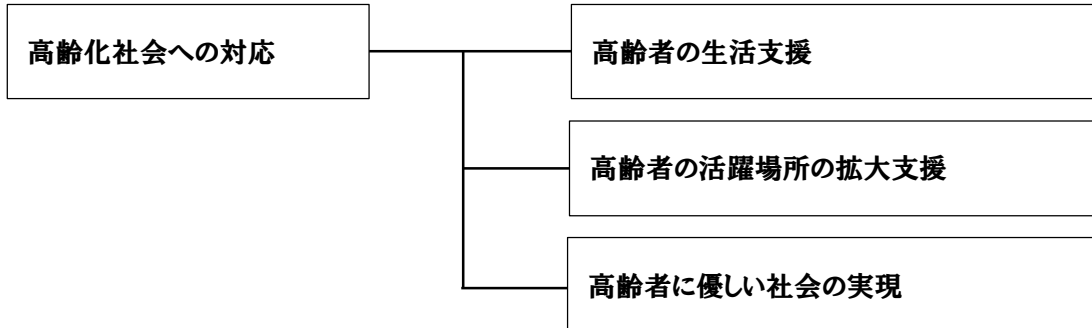 高齢化社会への対応
高齢者の生活支援
高齢者の活躍場所の拡大支援
高齢者に優しい社会の実現